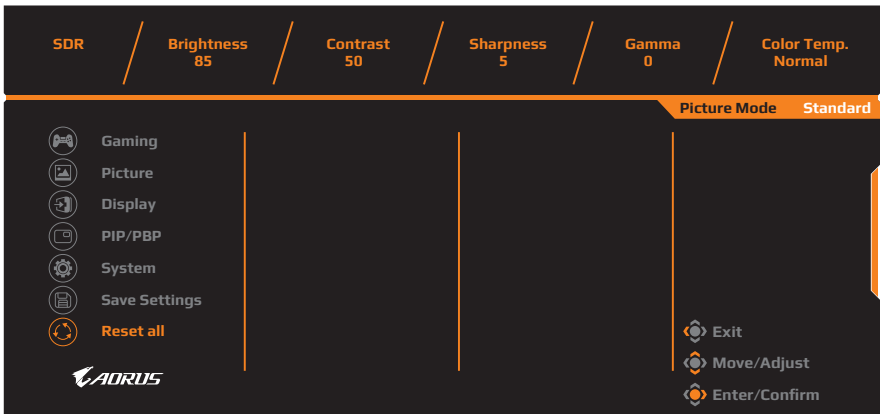 SDR
Brightness
85
Contrast
50
Sharpness
5
Gamma
0
Color Temp.
Normal
Picture Mode Standard
Gaming
Picture
Display
PIP/PBP
System
Save Settings
Reset all
AORUS
Exit
Move/Adjust
Enter/Confirm